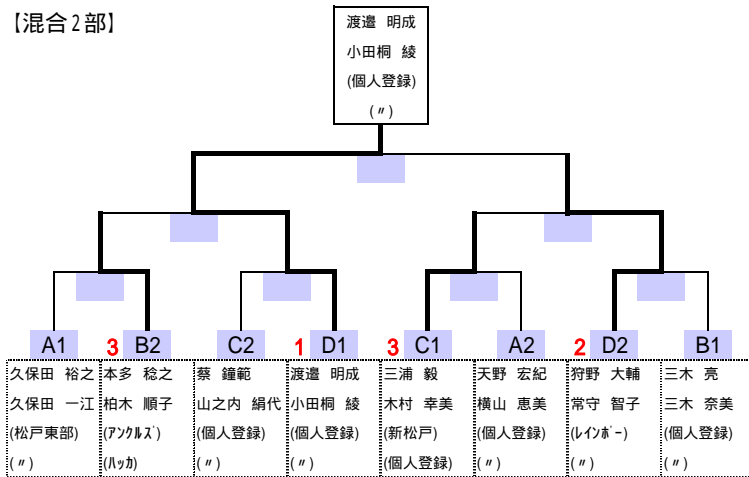 【混合2部】
渡邉 明成
小田桐 綾
(個人登録)
(〃)
A1 3 B2 C2 1 D1 3 C1 A2 2 D2 B1
久保田 裕之 本多 稔之 蔡 鐘範 渡邉 明成 三浦 毅 天野 宏紀 狩野 大輔 三木 亮
久保田 一江 柏木 順子 山之内 絹代 小田桐 綾 木村 幸美 横山 恵美 常守 智子 三木 奈美
(松戸東部) (アンクルズ) (個人登録) (個人登録) (新松戸) (個人登録) (レインボー) (個人登録)
(〃) (ハッカ) (〃) (〃) (個人登録) (〃) (〃) (〃)